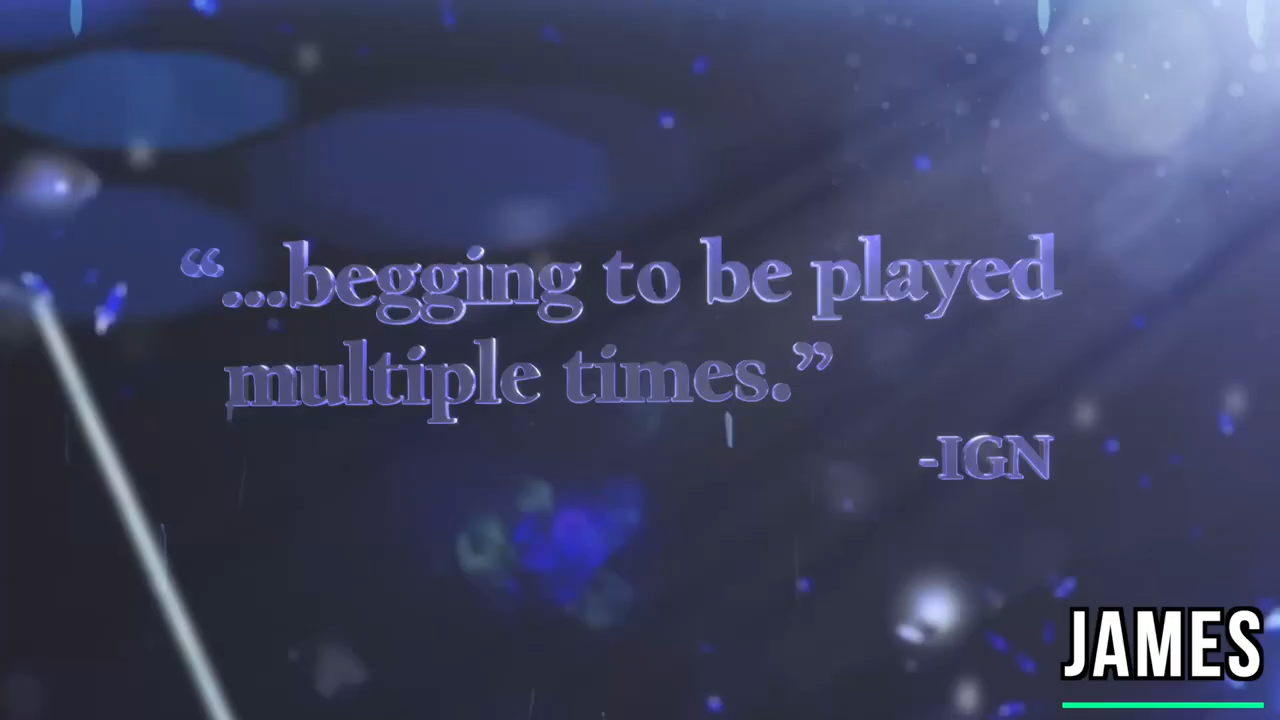 “...begging to be played
multiple times.”
-IGN
JAMES